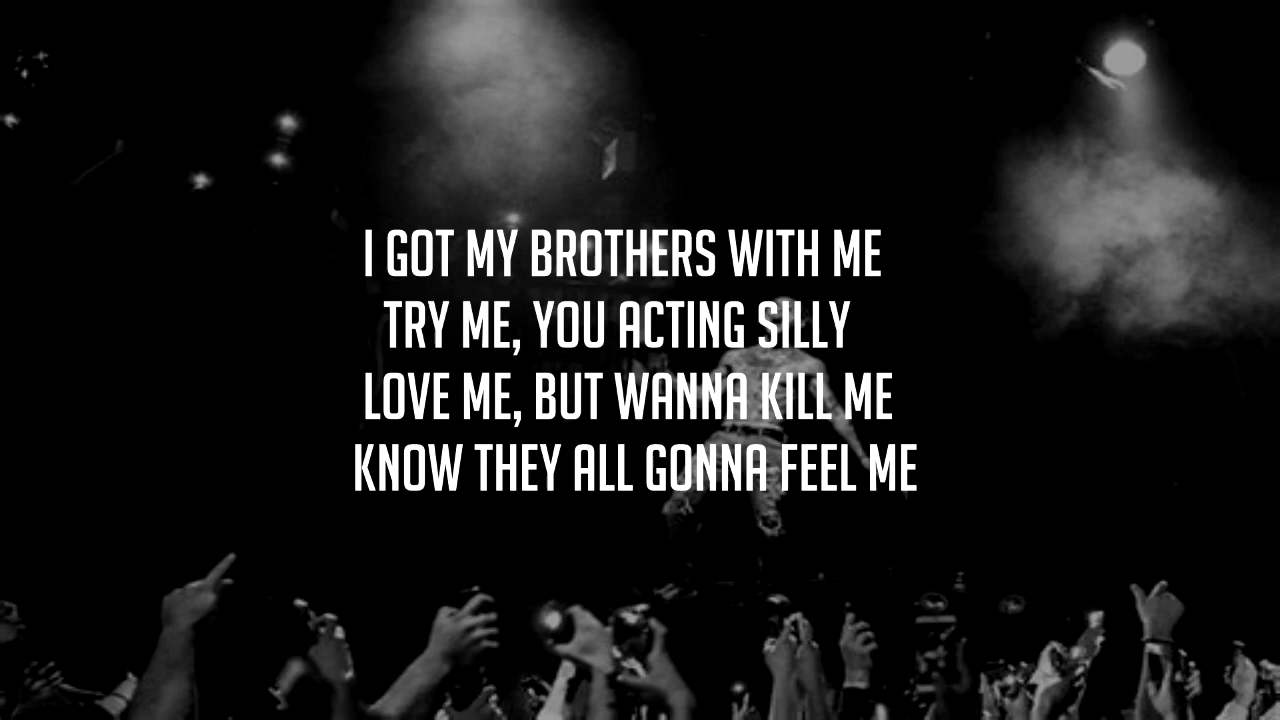 I GOT MY BROTHERS WITH ME
TRY ME, YOU ACTING SILLY
LOVE ME, BUT WANNA KILL ME
KNOW THEY ALL GONNA FEEL ME